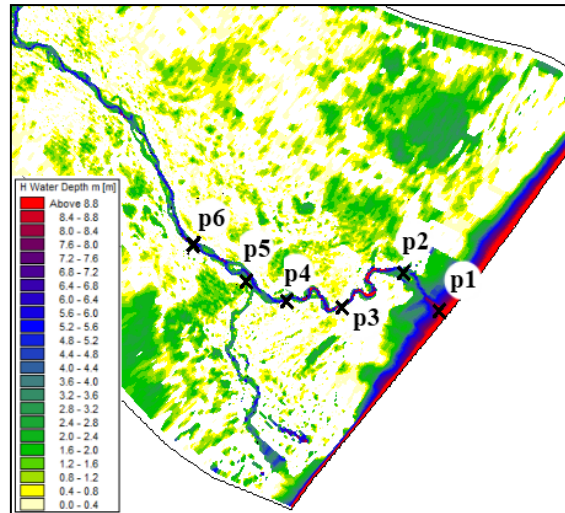 p6
p5
p4
p3
p2
p1
H Water Depth m [m]
Above 8.8
8.4 - 8.8
8.0 - 8.4
7.6 - 8.0
7.2 - 7.6
6.8 - 7.2
6.4 - 6.8
6.0 - 6.4
5.6 - 6.0
5.2 - 5.6
4.8 - 5.2
4.4 - 4.8
4.0 - 4.4
3.6 - 4.0
3.2 - 3.6
2.8 - 3.2
2.4 - 2.8
2.0 - 2.4
1.6 - 2.0
1.2 - 1.6
0.8 - 1.2
0.4 - 0.8
0.0 - 0.4